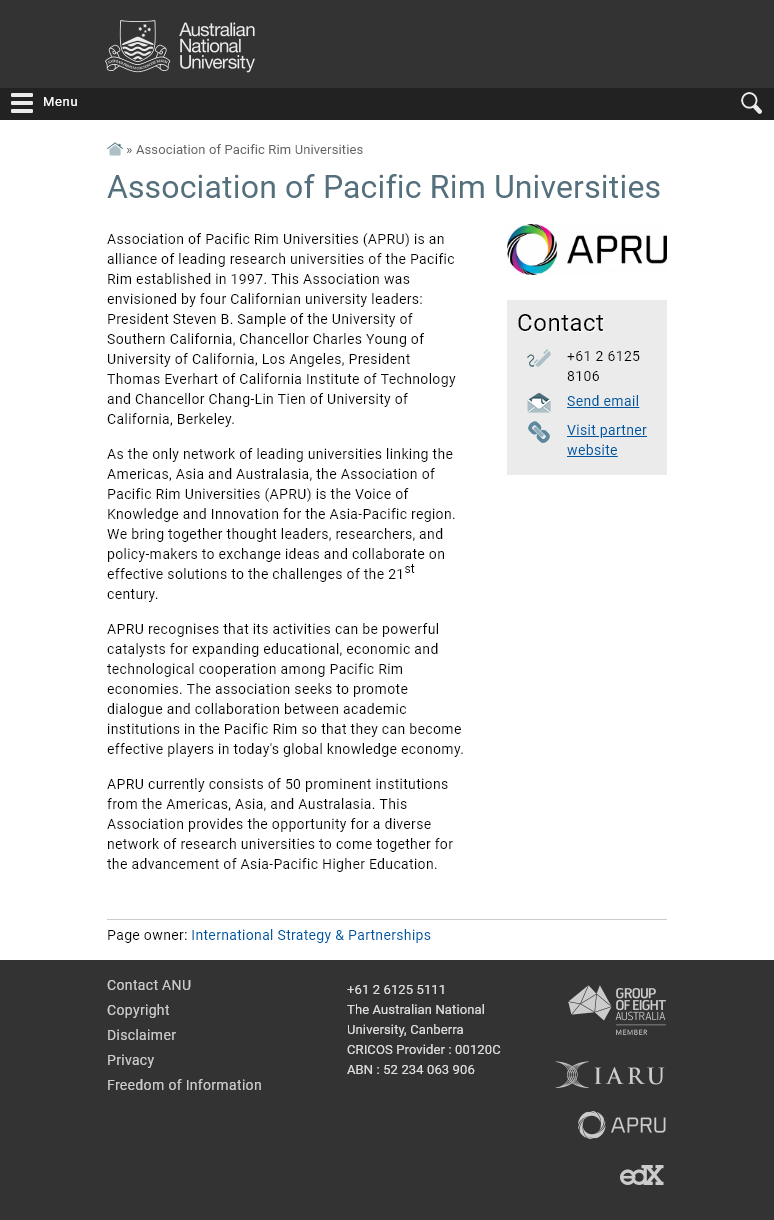 Australian
National
University
Menu
» Association of Pacific Rim Universities
Association of Pacific Rim Universities
Association of Pacific Rim Universities (APRU) is an
alliance of leading research universities of the Pacific
Rim established in 1997. This Association was
envisioned by four Californian university leaders:
President Steven B. Sample of the University of
Southern California, Chancellor Charles Young of
University of California, Los Angeles, President
Thomas Everhart of California Institute of Technology
and Chancellor Chang-Lin Tien of University of
California, Berkeley.
As the only network of leading universities linking the
Americas, Asia and Australasia, the Association of
Pacific Rim Universities (APRU) is the Voice of
Knowledge and Innovation for the Asia-Pacific region.
We bring together thought leaders, researchers, and
policy-makers to exchange ideas and collaborate on
effective solutions to the challenges of the 21st
century.
APRU recognises that its activities can be powerful
catalysts for expanding educational, economic and
technological cooperation among Pacific Rim
economies. The association seeks to promote
dialogue and collaboration between academic
institutions in the Pacific Rim so that they can become
effective players in today's global knowledge economy.
APRU currently consists of 50 prominent institutions
from the Americas, Asia, and Australasia. This
Association provides the opportunity for a diverse
network of research universities to come together for
the advancement of Asia-Pacific Higher Education.
APRU
Contact
+61 2 6125
8106
Send email
Visit partner
website
Page owner: International Strategy & Partnerships
Contact ANU
Copyright
Disclaimer
Privacy
Freedom of Information
+61 2 6125 5111
The Australian National
University, Canberra
CRICOS Provider : 00120C
ABN : 52 234 063 906
GROUP
OF EIGHT
AUSTRALIA
MEMBER
IARU
APRU
edX